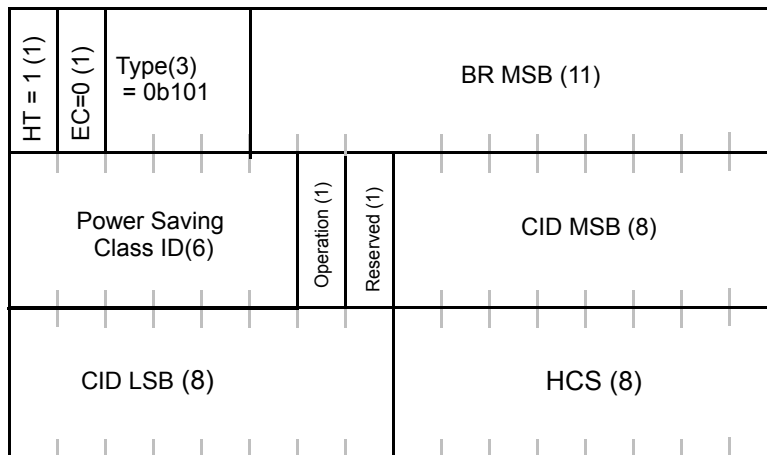 HT = 1 (1)
EC=0 (1)
Type(3)
= 0b101
BR MSB (11)
Power Saving
Class ID(6)
Operation (1)
Reserved (1)
CID MSB (8)
CID LSB (8)
HCS (8)